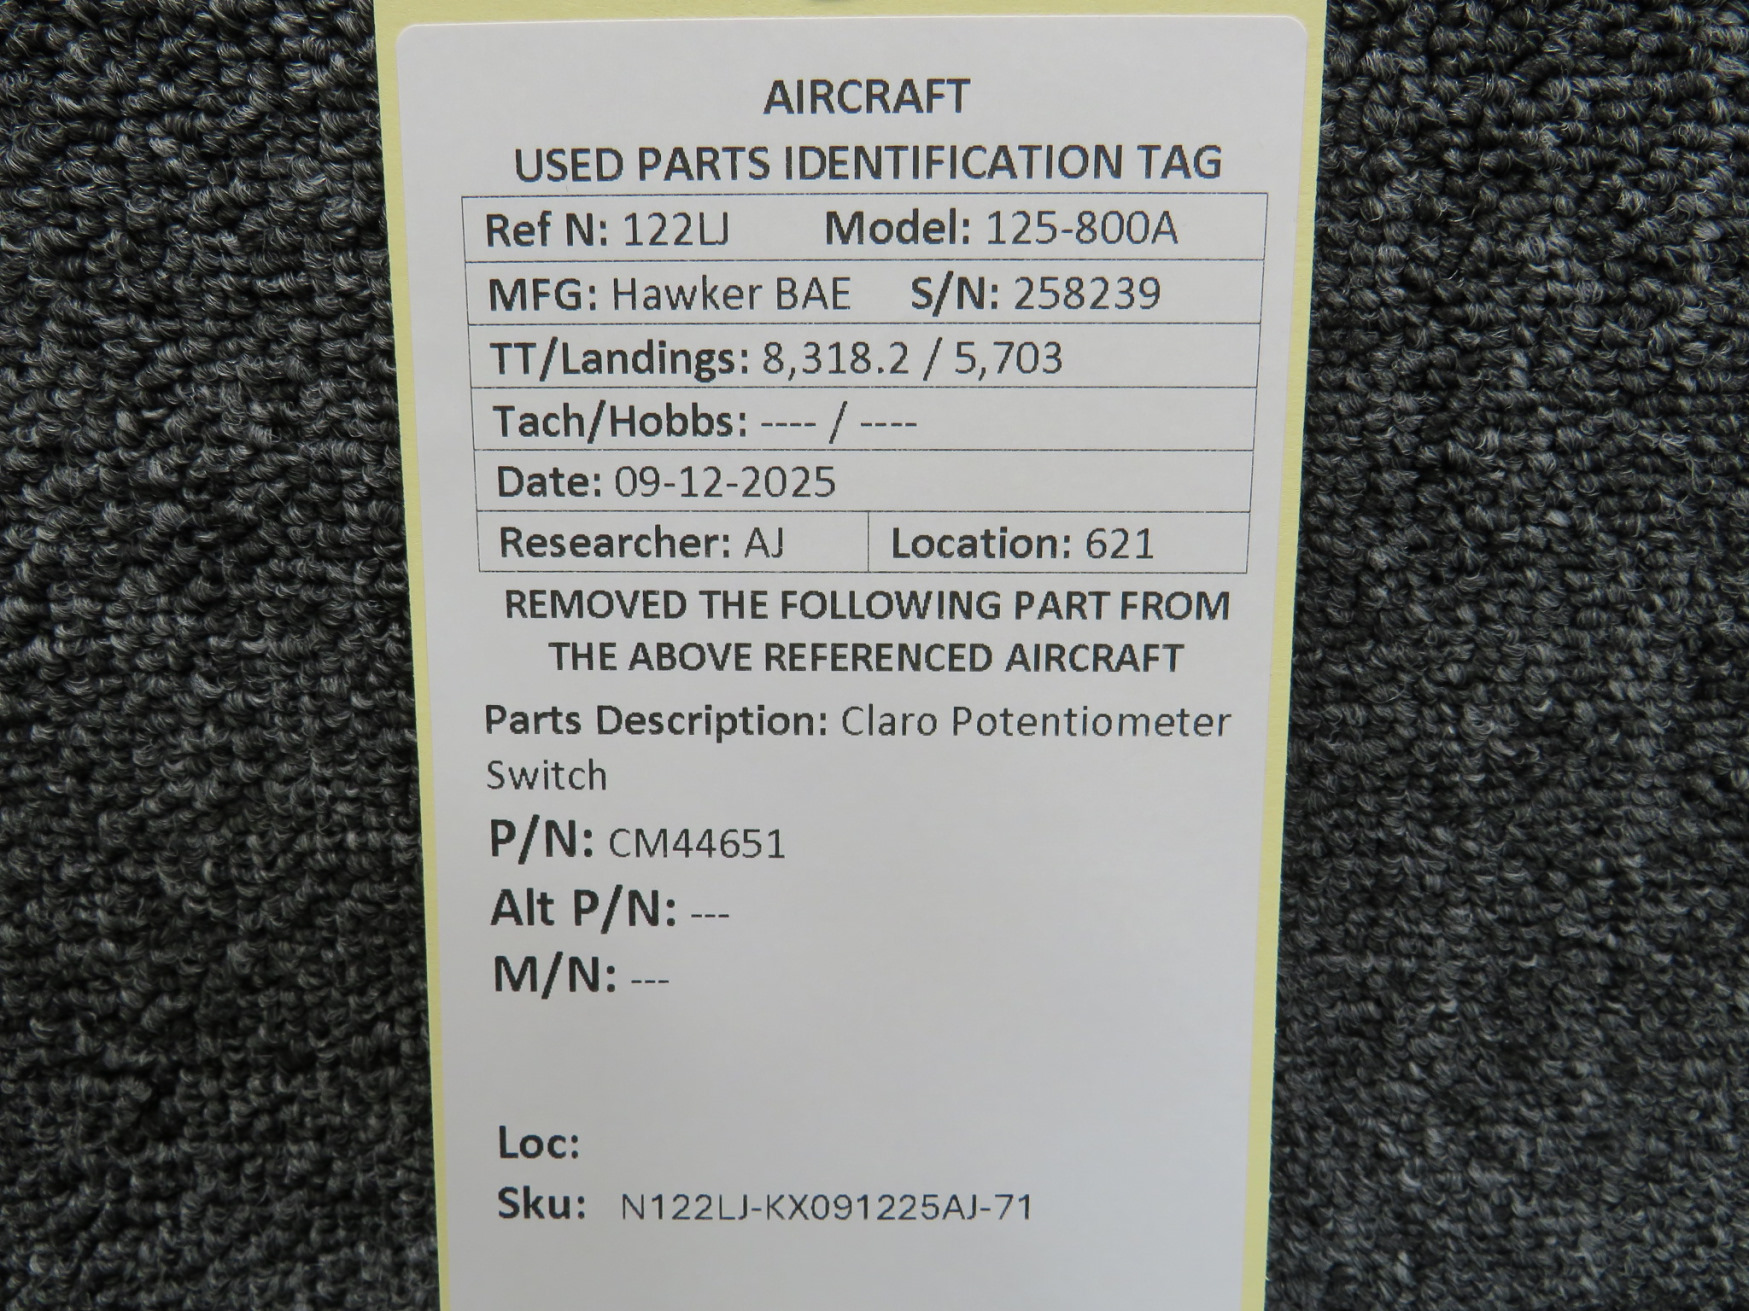 AIRCRAFT
USED PARTS IDENTIFICATION TAG
Ref N: 122LJ Model: 125-800A
MFG: Hawker BAE S/N: 258239
TT/Landings: 8,318.2 / 5,703
Tach/Hobbs: ---- / ----
Date: 09-12-2025
Researcher: AJ Location: 621
REMOVED THE FOLLOWING PART FROM
THE ABOVE REFERENCED AIRCRAFT
Parts Description: Claro Potentiometer
Switch
P/N: CM44651
Alt P/N: ---
M/N: ---
Loc:
Sku: N122LJ-KX091225AJ-71